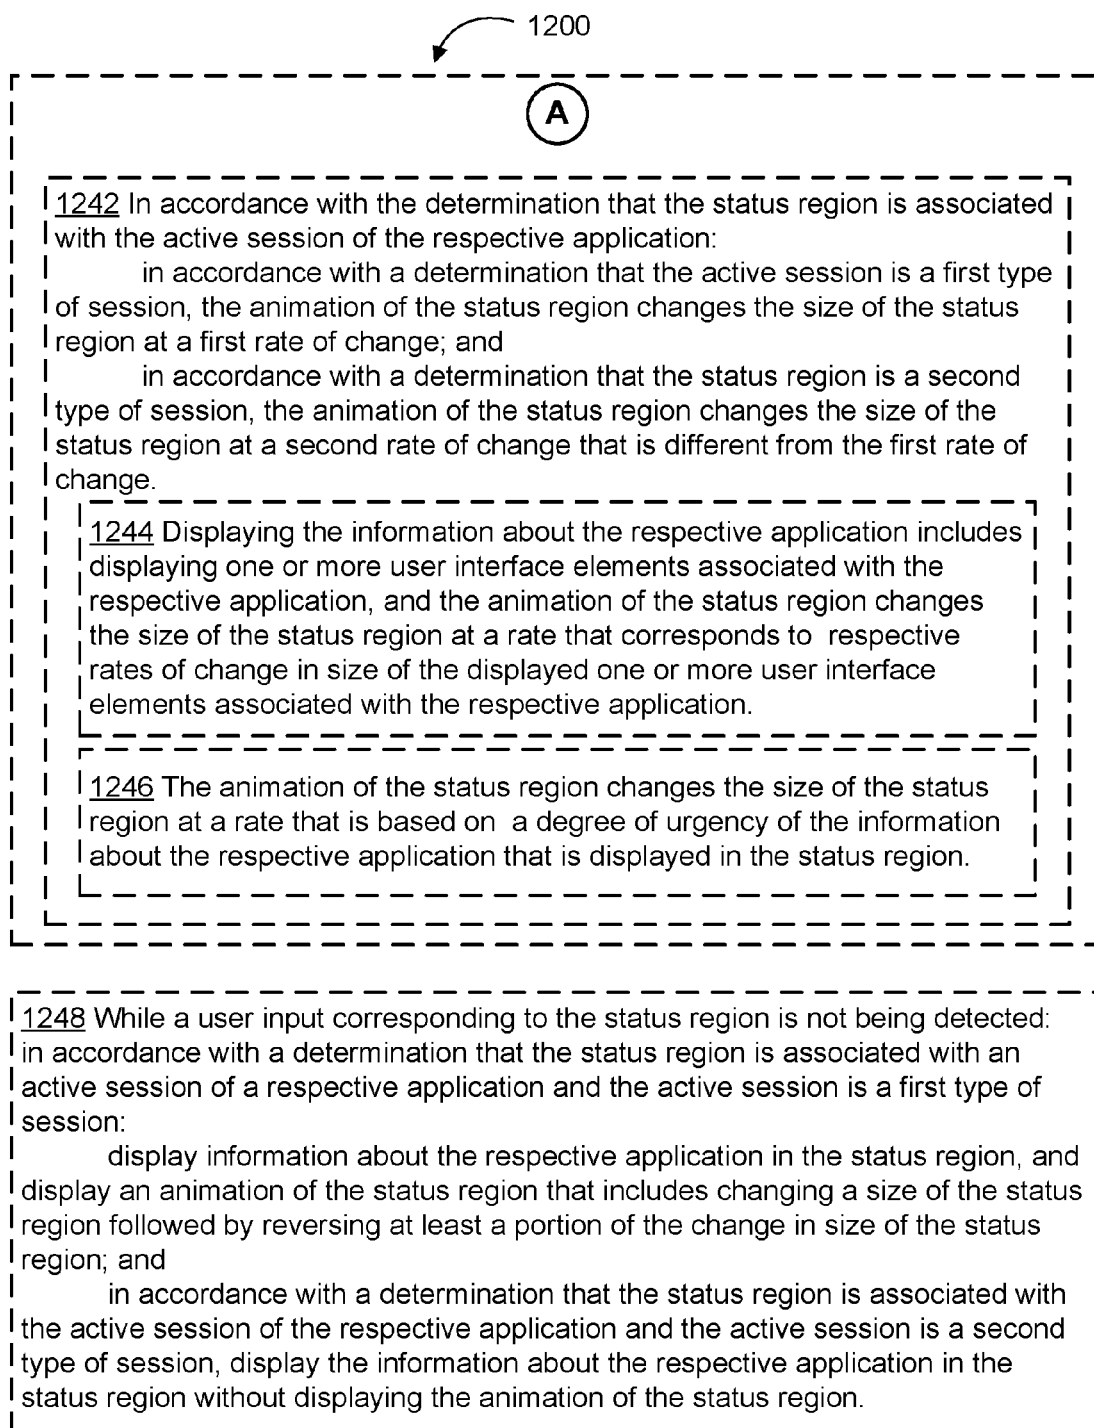 1200
A
1242 In accordance with the determination that the status region is associated
with the active session of the respective application:
in accordance with a determination that the active session is a first type
of session, the animation of the status region changes the size of the status
region at a first rate of change; and
in accordance with a determination that the status region is a second
type of session, the animation of the status region changes the size of the
status region at a second rate of change that is different from the first rate of
change.
1244 Displaying the information about the respective application includes
displaying one or more user interface elements associated with the
respective application, and the animation of the status region changes
the size of the status region at a rate that corresponds to respective
rates of change in size of the displayed one or more user interface
elements associated with the respective application.
1246 The animation of the status region changes the size of the status
region at a rate that is based on a degree of urgency of the information
about the respective application that is displayed in the status region.
1248 While a user input corresponding to the status region is not being detected:
in accordance with a determination that the status region is associated with an
active session of a respective application and the active session is a first type of
session:
display information about the respective application in the status region, and
display an animation of the status region that includes changing a size of the status
region followed by reversing at least a portion of the change in size of the status
region; and
in accordance with a determination that the status region is associated with
the active session of the respective application and the active session is a second
type of session, display the information about the respective application in the
status region without displaying the animation of the status region.